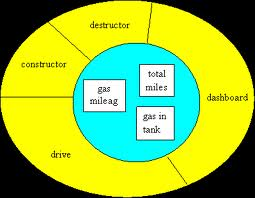 destructor
constructor
gas
mileag
total
miles
dashboard
gas in
tank
drive